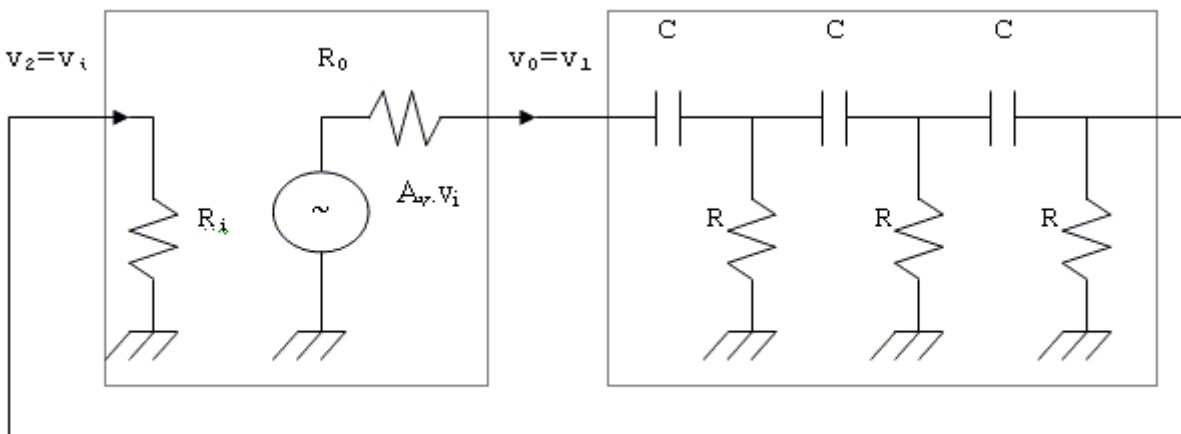 C C C
v₂=vᵢ R₀ v₀=v₁
Rᵢ ~ Aᵥ.vᵢ R R R